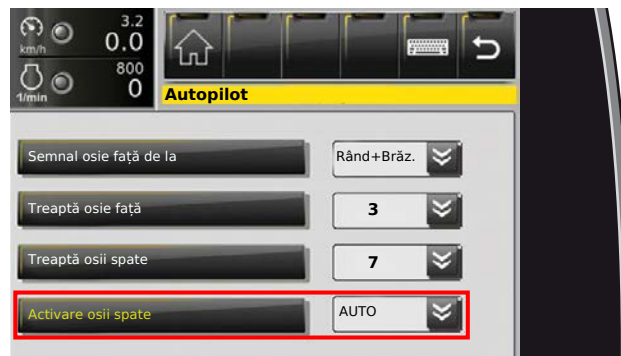 3.2
km/h 0.0
800
1/min 0
Autopilot
Semnal osie față de la Rând+Brăz.
Treaptă osie față 3
Treaptă osii spate 7
Activare osii spate AUTO